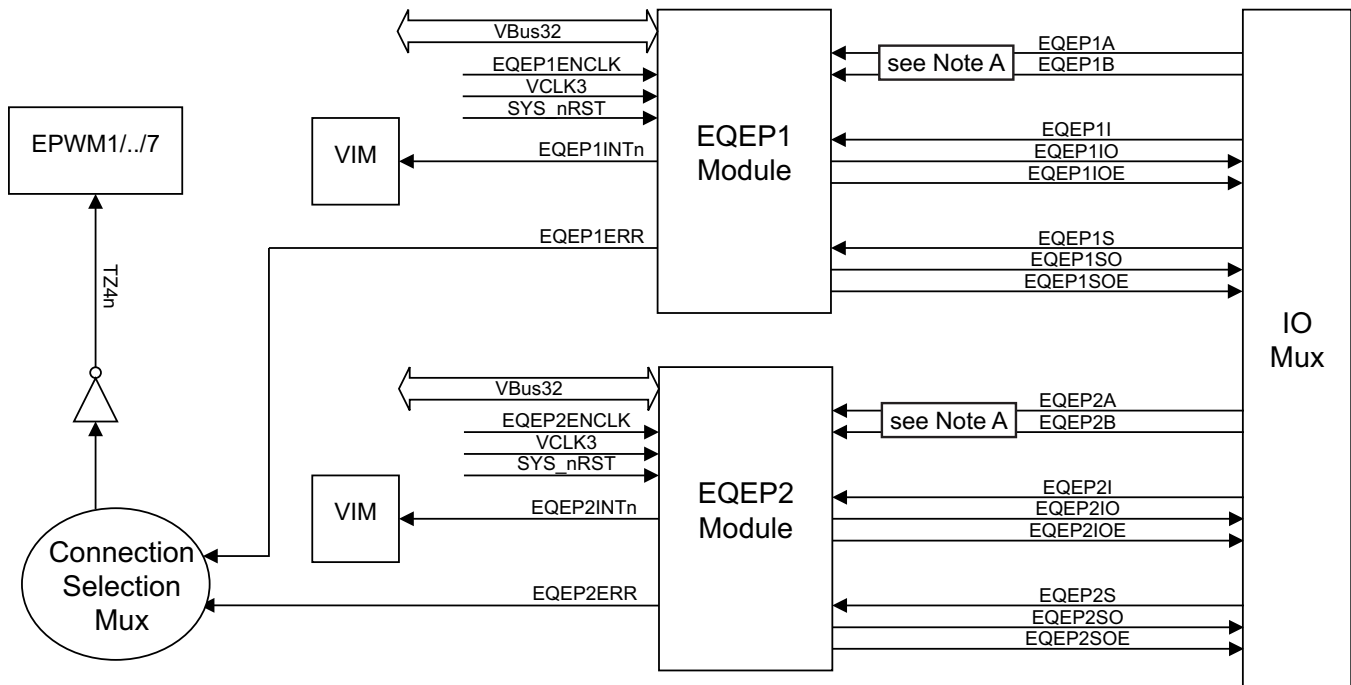 VBus32
EQEP1ENCLK
VCLK3
SYS_nRST
EPWM1/../7
VIM
EQEP1INTn
EQEP1ERR
TZ4n
EQEP1
Module
see Note A
EQEP1A
EQEP1B
EQEP1I
EQEP1IO
EQEP1IOE
EQEP1S
EQEP1SO
EQEP1SOE
IO
Mux
VBus32
EQEP2ENCLK
VCLK3
SYS_nRST
VIM
EQEP2INTn
EQEP2ERR
Connection
Selection
Mux
EQEP2
Module
see Note A
EQEP2A
EQEP2B
EQEP2I
EQEP2IO
EQEP2IOE
EQEP2S
EQEP2SO
EQEP2SOE